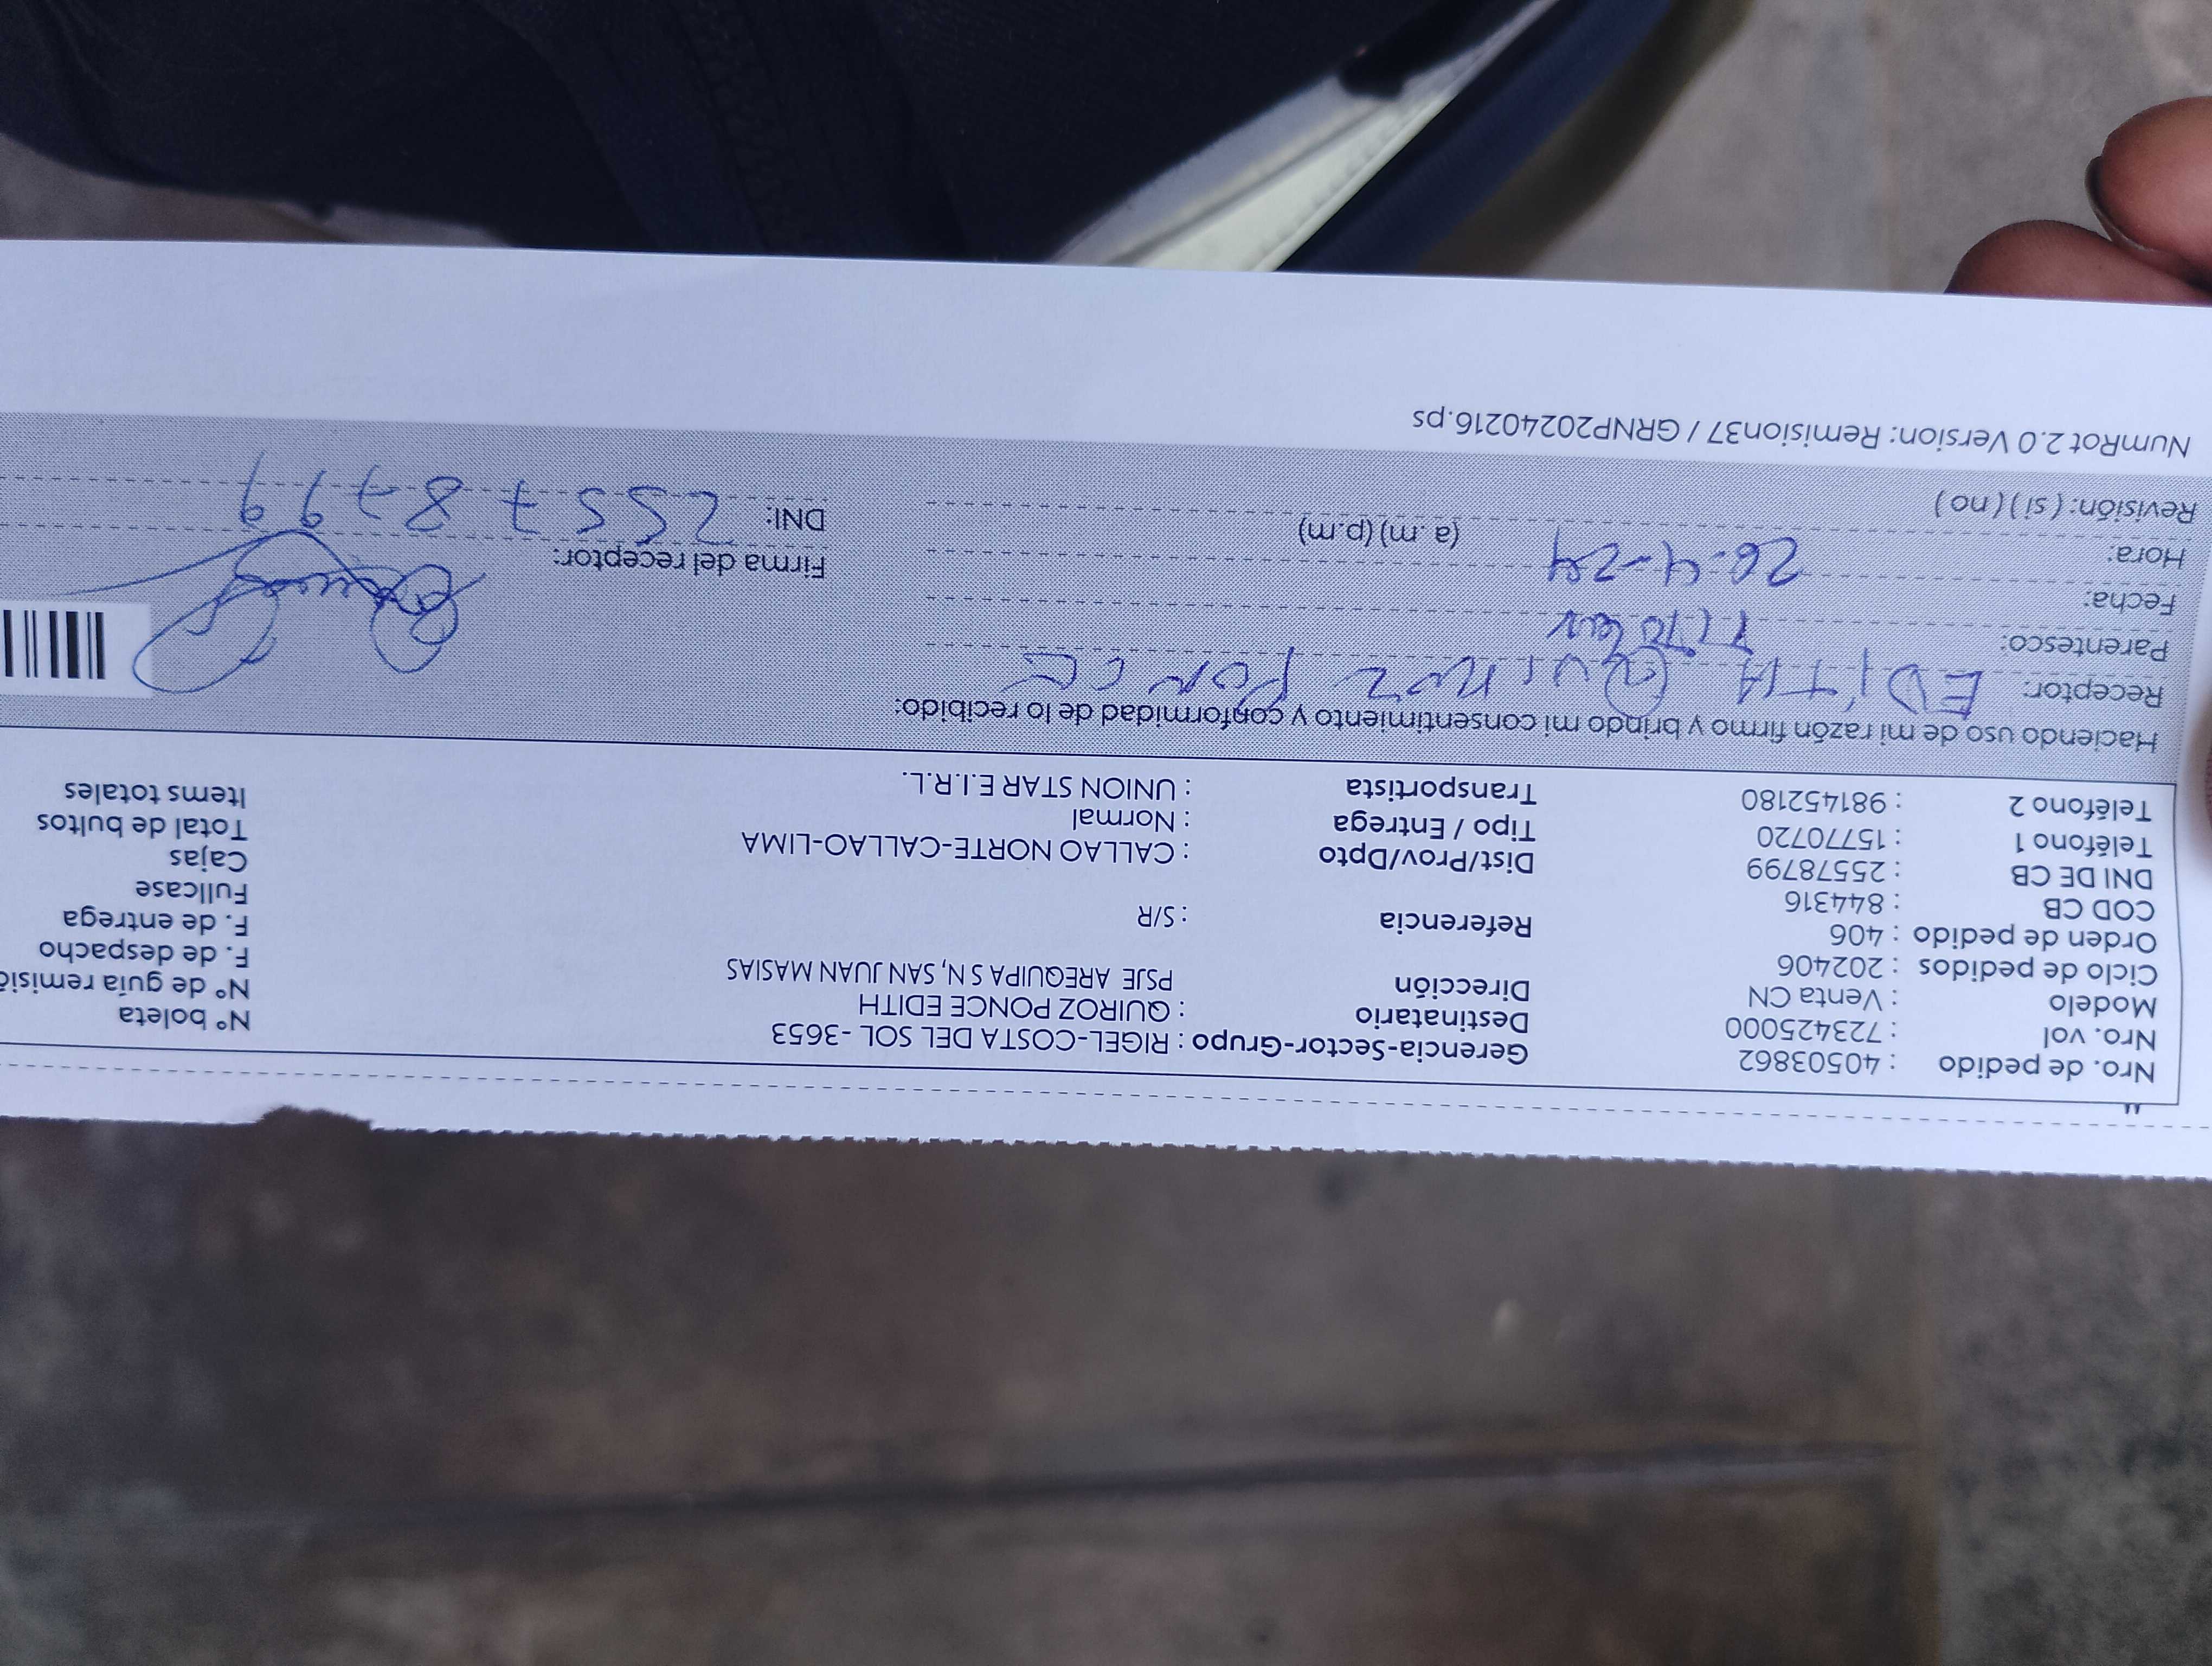 Nro. de pedido : 40503862 Gerencia-Sector-Grupo : RIGEL-COSTA DEL SOL -3653 N° boleta
Nro. vol : 723425000 Destinatario : QUIROZ PONCE EDITH N° de guía remisió
Modelo : Venta CN Dirección PSJE AREQUIPA S N, SAN JUAN MASIAS F. de despacho
Ciclo de pedidos : 202406 F. de entrega
Orden de pedido : 406 Referencia : S/R Fullcase
COD CB : 844316 Cajas
DNI DE CB : 25578799 Dist/Prov/Dpto : CALLAO NORTE-CALLAO-LIMA Total de bultos
Teléfono 1 : 15770720 Tipo / Entrega : Normal Items totales
Teléfono 2 : 981452180 Transportista : UNION STAR E.I.R.L.
Haciendo uso de mi razón firmo y brindo mi consentimiento y conformidad de lo recibido:
Receptor: EDITH QUIROZ PONCE
Parentesco: Titular
Fecha: 26-4-24 Firma del receptor:
Hora: (a .m) (p.m) DNI: 25578799
Revisión: ( si ) ( no )
NumRot 2.0 Version: Remision37 / GRNP20240216.ps